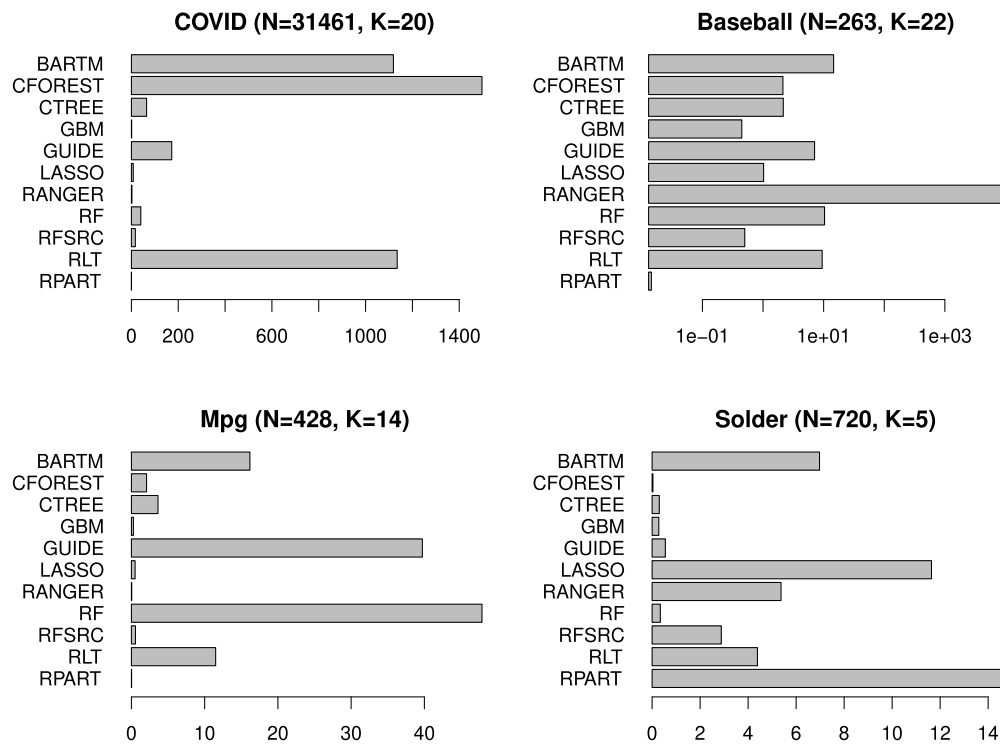 COVID (N=31461, K=20)
BARTM
CFOREST
CTREE
GBM
GUIDE
LASSO
RANGER
RF
RFSRC
RLT
RPART
0 200 600 1000 1400
Baseball (N=263, K=22)
BARTM
CFOREST
CTREE
GBM
GUIDE
LASSO
RANGER
RF
RFSRC
RLT
RPART
1e−01 1e+01 1e+03
Mpg (N=428, K=14)
BARTM
CFOREST
CTREE
GBM
GUIDE
LASSO
RANGER
RF
RFSRC
RLT
RPART
0 10 20 30 40
Solder (N=720, K=5)
BARTM
CFOREST
CTREE
GBM
GUIDE
LASSO
RANGER
RF
RFSRC
RLT
RPART
0 2 4 6 8 10 12 14